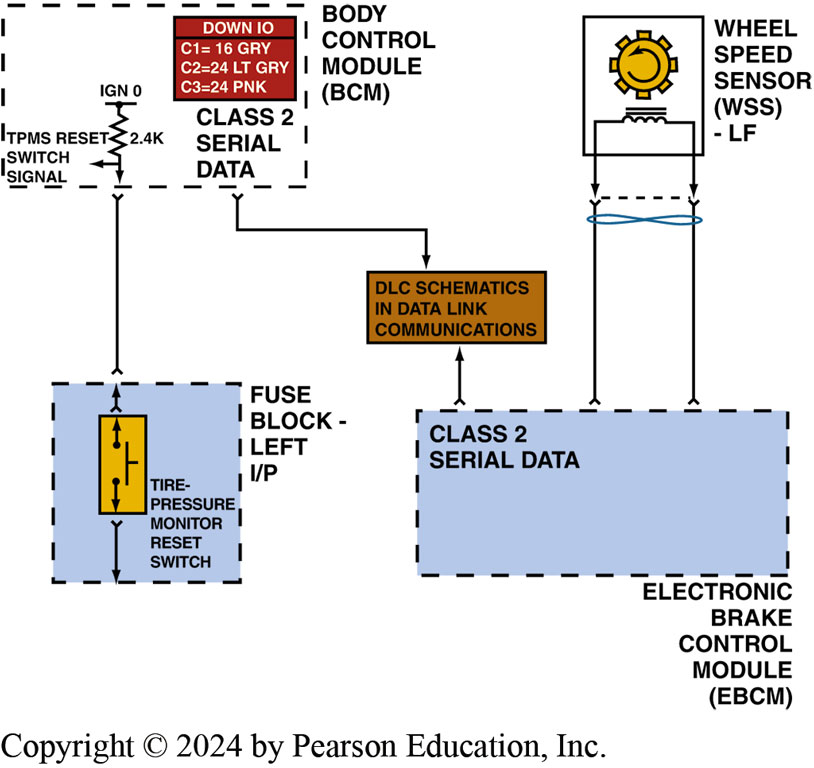 DOWN IO
C1= 16 GRY
C2=24 LT GRY
C3=24 PNK
BODY
CONTROL
MODULE
(BCM)
IGN 0
2.4K
TPMS RESET
SWITCH
SIGNAL
CLASS 2
SERIAL
DATA
WHEEL
SPEED
SENSOR
(WSS)
- LF
DLC SCHEMATICS
IN DATA LINK
COMMUNICATIONS
FUSE
BLOCK -
LEFT
I/P
TIRE-
PRESSURE
MONITOR
RESET
SWITCH
CLASS 2
SERIAL DATA
ELECTRONIC
BRAKE
CONTROL
MODULE
(EBCM)
Copyright © 2024 by Pearson Education, Inc.